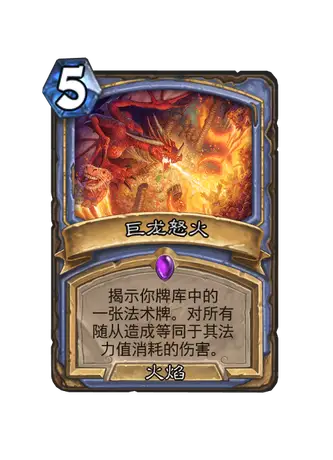 5
巨龙怒火
揭示你牌库中的
一张法术牌。对所有
随从造成等同于其法
力值消耗的伤害。
火焰